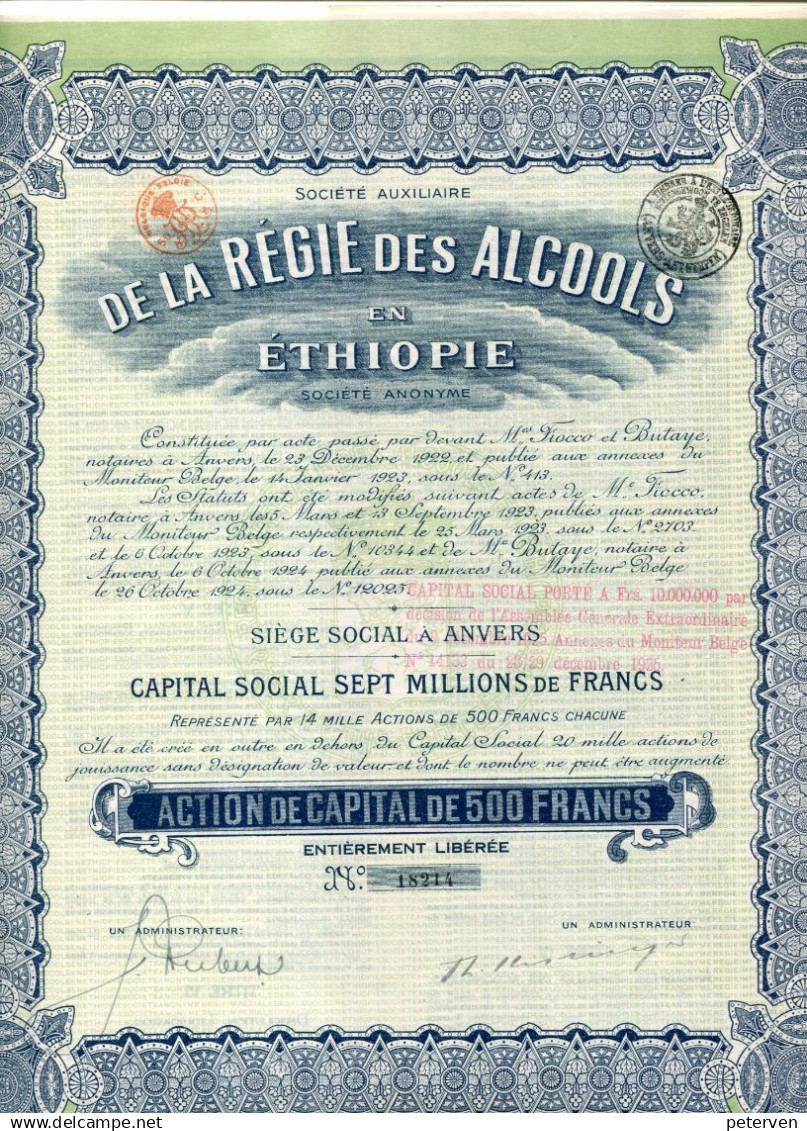 SOCIÉTÉ AUXILIAIRE
DE LA RÉGIE DES ALCOOLS
EN
ÉTHIOPIE
SOCIÉTÉ ANONYME
Constituée par acte passé par devant Mes Fiocco et Butaye,
notaires à Anvers, le 23 Décembre 1922, et publié aux annexes du
Moniteur Belge, le 14 Janvier 1923, sous le No 413.
Les Statuts ont été modifiés suivant actes de Me Fiocco,
notaire à Anvers, les 5 Mars et 13 Septembre 1923, publiés aux annexes
du Moniteur Belge respectivement le 25 Mars 1923, sous le No 2703
et le 6 Octobre 1923, sous le No 10344 et de Me Butaye, notaire à
Anvers, le 6 Octobre 1924 publié aux annexes du Moniteur Belge
le 26 Octobre 1924, sous le No 12025.
CAPITAL SOCIAL PORTE A Frs. 10.000.000 par
décision de l'Assemblée Générale Extraordinaire
Annexes du Moniteur Belge
du 28/29 décembre 1925.
SIÈGE SOCIAL À ANVERS
CAPITAL SOCIAL SEPT MILLIONS DE FRANCS
REPRÉSENTÉ PAR 14 MILLE ACTIONS DE 500 FRANCS CHACUNE
Il a été créé en outre en dehors du Capital Social 20 mille actions de
jouissance sans désignation de valeur et dont le nombre ne peut être augmenté.
ACTION DE CAPITAL DE 500 FRANCS
ENTIÈREMENT LIBÉRÉE
No 18214
UN ADMINISTRATEUR:
UN ADMINISTRATEUR
peterven